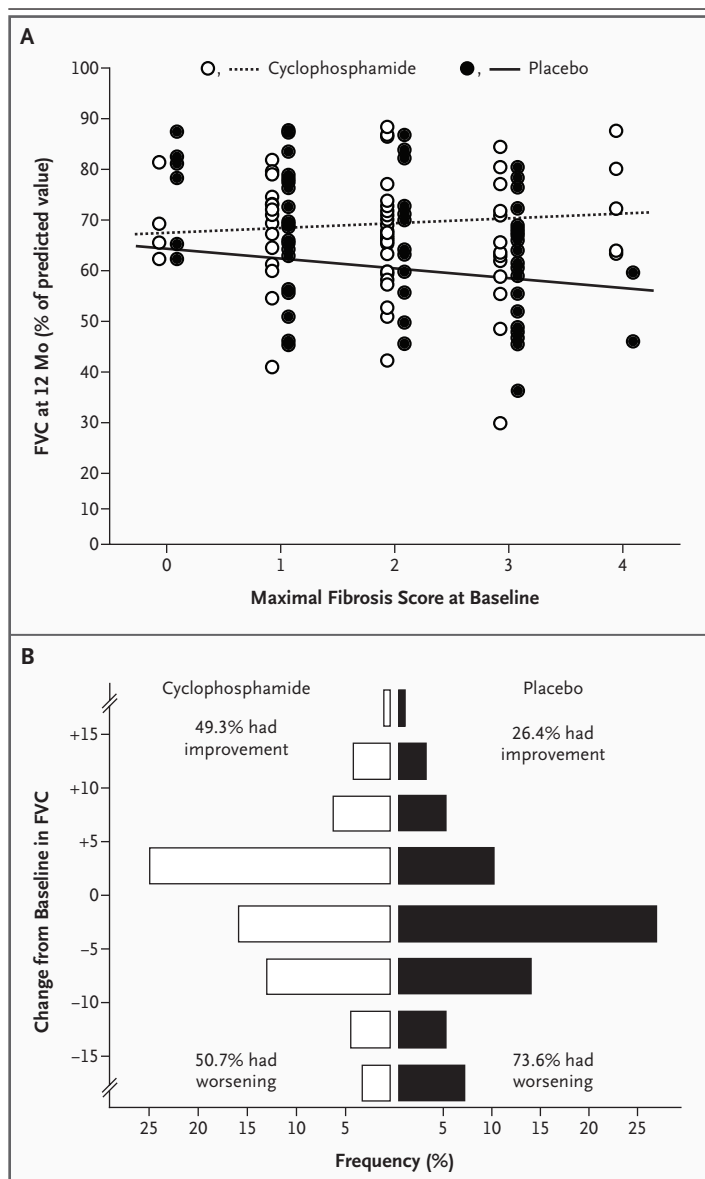 A
, Cyclophosphamide , Placebo
100
90
80
70
60
50
40
30
20
10
0
FVC at 12 Mo (% of predicted value)
0 1 2 3 4
Maximal Fibrosis Score at Baseline
B
Cyclophosphamide Placebo
49.3% had
improvement
26.4% had
improvement
+15
+10
+5
0
−5
−10
−15
Change from Baseline in FVC
50.7% had
worsening
73.6% had
worsening
25 20 15 10 5 5 10 15 20 25
Frequency (%)